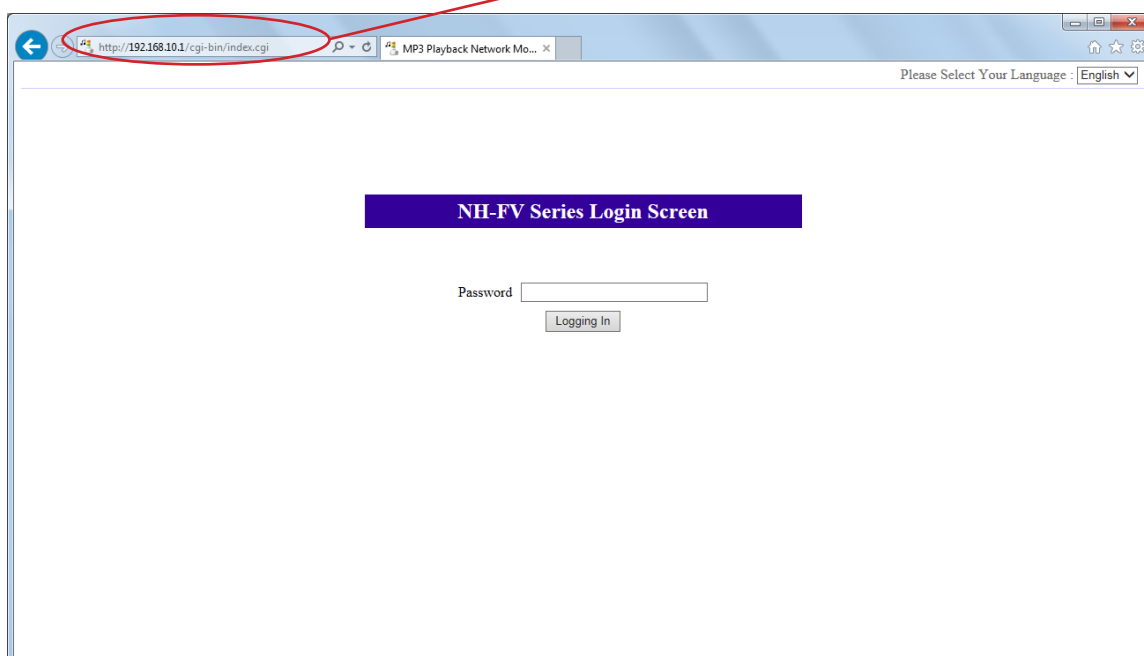 http://192.168.10.1/cgi-bin/index.cgi
MP3 Playback Network Mo...
Please Select Your Language : English
NH-FV Series Login Screen
Password
Logging In